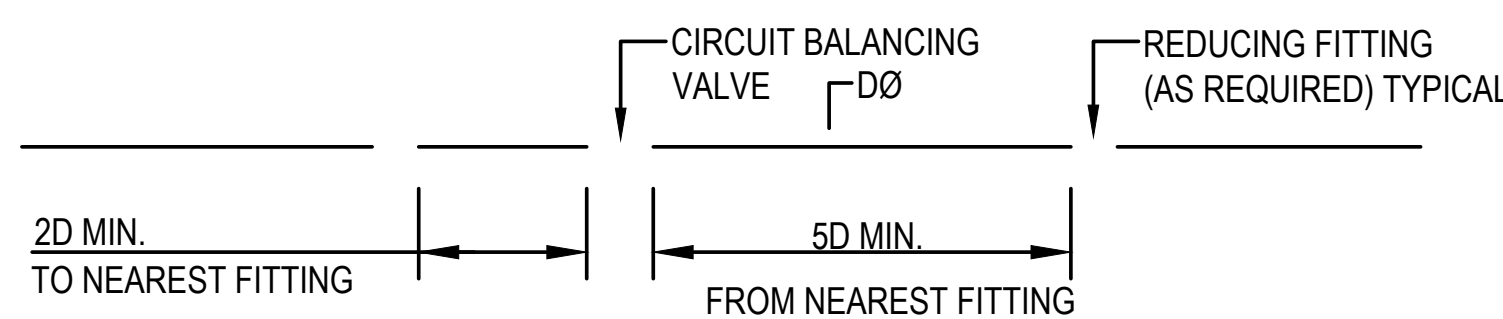 CIRCUIT BALANCING
VALVE
DØ
REDUCING FITTING
(AS REQUIRED) TYPICAL
2D MIN.
TO NEAREST FITTING
5D MIN.
FROM NEAREST FITTING